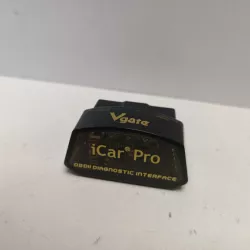 Vgate
iCar® Pro
OBDII DIAGNOSTIC INTERFACE